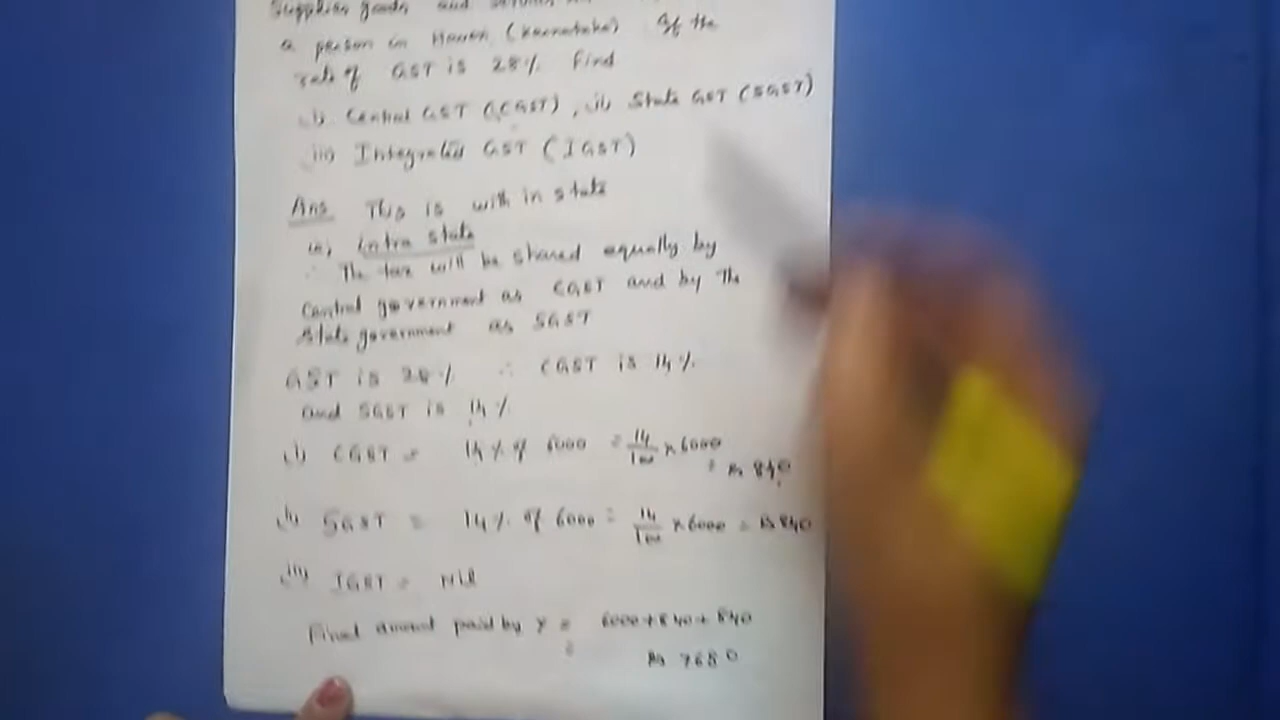 Supplies goods and
a person in (Karnataka) If the
rate of GST is 28% Find
i) Central GST (CGST), ii) State GST (SGST)
iii) Integrated GST (IGST)
Ans This is with in state
ie, intra state
∴ The tax will be shared equally by
Central government as CGST and by the
State government as SGST
GST is 28% ∴ CGST is 14%
and SGST is 14%
i) CGST = 14% of 6000 = 14/100 × 6000
= Rs 840
ii) SGST = 14% of 6000 = 14/100 × 6000 = Rs 840
iii) IGST = Nil
Final amount paid by Y = 6000 + 840 + 840
= Rs 7680